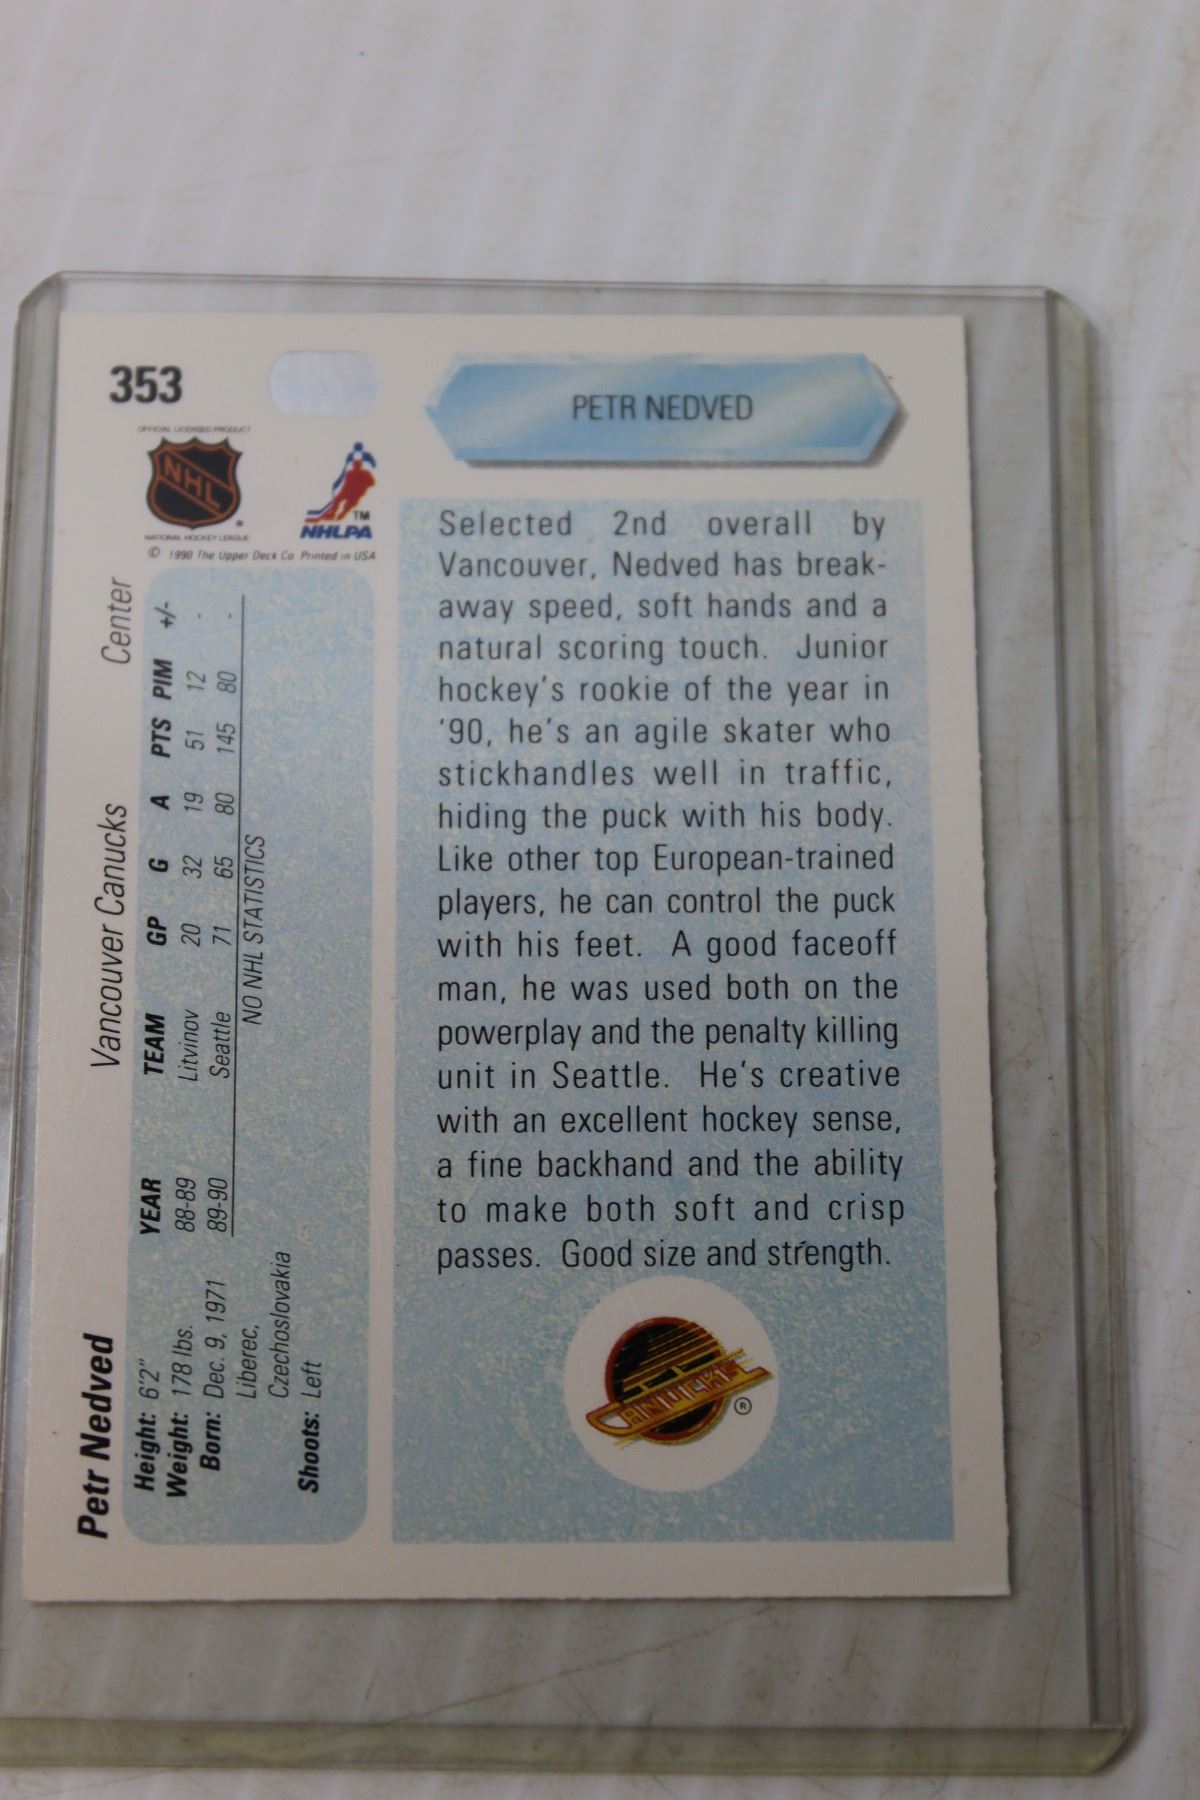 353
OFFICIAL LICENSED PRODUCT
NHL
®
NATIONAL HOCKEY LEAGUE
TM
NHLPA
© 1990 The Upper Deck Co Printed in USA
PETR NEDVED
Selected 2nd overall by
Vancouver, Nedved has break-
away speed, soft hands and a
natural scoring touch. Junior
hockey's rookie of the year in
'90, he's an agile skater who
stickhandles well in traffic,
hiding the puck with his body.
Like other top European-trained
players, he can control the puck
with his feet. A good faceoff
man, he was used both on the
powerplay and the penalty killing
unit in Seattle. He's creative
with an excellent hockey sense,
a fine backhand and the ability
to make both soft and crisp
passes. Good size and strength.
CANUCKS
®
Petr Nedved Vancouver Canucks Center
Height: 6'2"
Weight: 178 lbs.
Born: Dec. 9, 1971
Liberec,
Czechoslovakia
Shoots: Left
YEAR TEAM GP G A PTS PIM +/-
88-89 Litvinov 20 32 19 51 12 -
89-90 Seattle 71 65 80 145 80 -
NO NHL STATISTICS